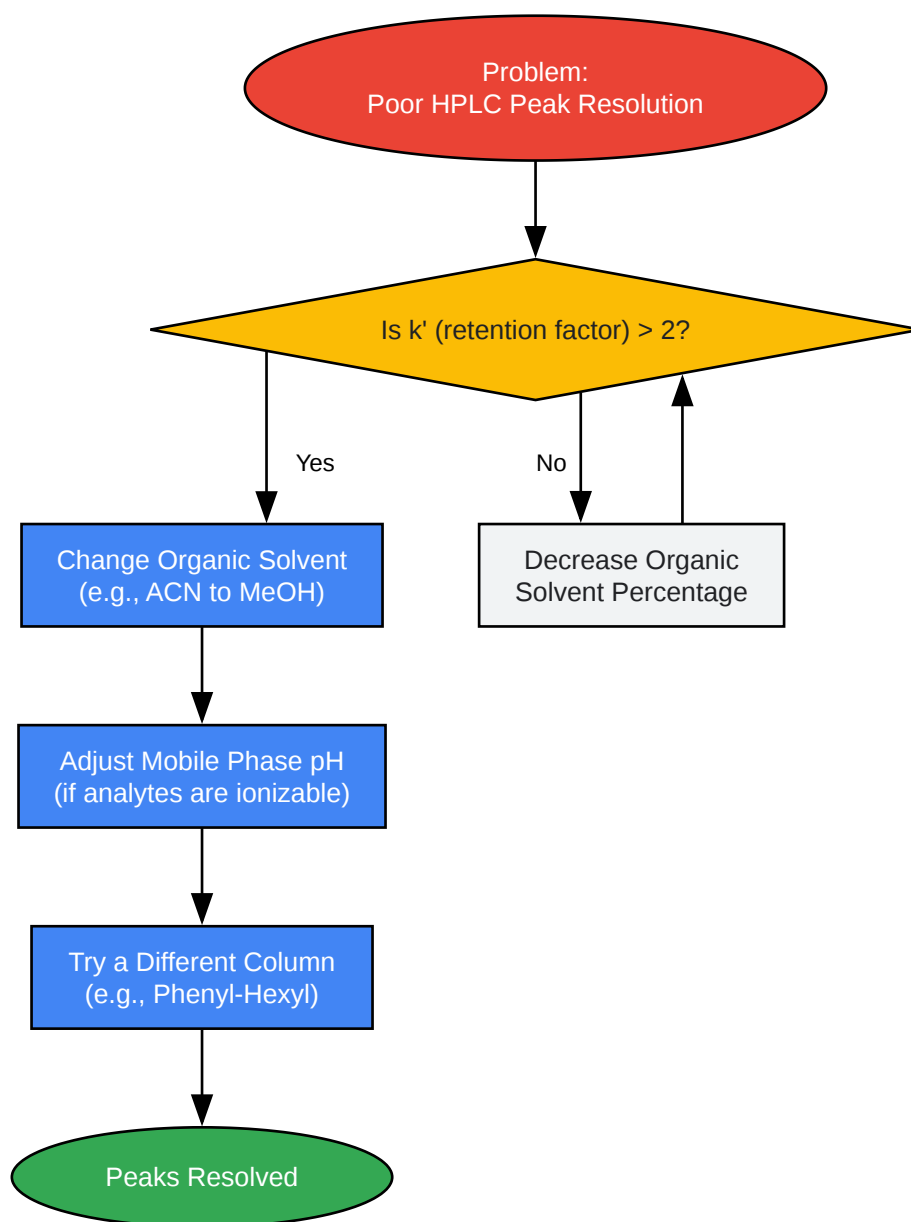 Problem:
Poor HPLC Peak Resolution
Is k' (retention factor) > 2?
Yes
No
Change Organic Solvent
(e.g., ACN to MeOH)
Decrease Organic
Solvent Percentage
Adjust Mobile Phase pH
(if analytes are ionizable)
Try a Different Column
(e.g., Phenyl-Hexyl)
Peaks Resolved